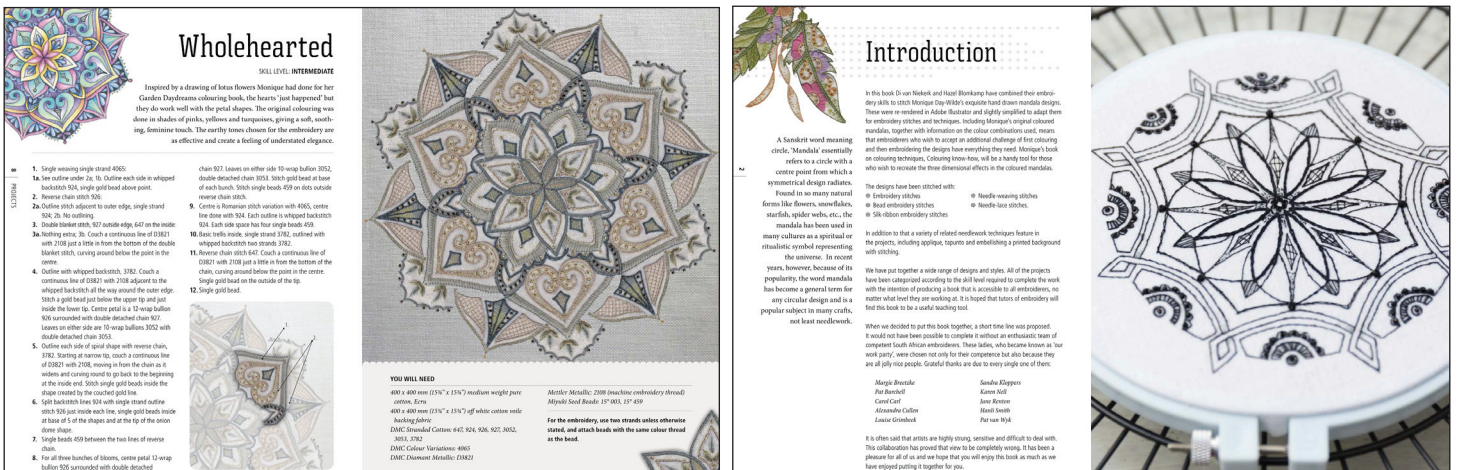 Wholehearted
SKILL LEVEL: INTERMEDIATE
Inspired by a drawing of lotus flowers Monique had done for her
Garden Daydreams colouring book, the hearts 'just happened' but
they do work well with the petal shapes. The original colouring was
done in shades of pinks, yellows and turquoises, giving a soft, sooth-
ing, feminine touch. The earthy tones chosen for the embroidery are
as effective and create a feeling of understated elegance.
8 | PROJECTS
1. Single weaving single strand 4065:
1a. See outline under 2a; 1b. Outline each side in whipped
backstitch 924, single gold bead above point.
2. Reverse chain stitch 926:
2a. Outline stitch adjacent to outer edge, single strand
924; 2b. No outlining.
3. Double blanket stitch, 927 outside edge, 647 on the inside:
3a. Nothing extra; 3b. Couch a continuous line of D3821
with 2108 just a little in from the bottom of the double
blanket stitch, curving around below the point in the
centre.
4. Outline with whipped backstitch, 3782. Couch a
continuous line of D3821 with 2108 adjacent to the
whipped backstitch all the way around the outer edge.
Stitch a gold bead just below the upper tip and just
inside the lower tip. Centre petal is a 12-wrap bullion
926 surrounded with double detached chain 927.
Leaves on either side are 10-wrap bullions 3052 with
double detached chain 3053.
5. Outline each side of spiral shape with reverse chain,
3782. Starting at narrow tip, couch a continuous line
of D3821 with 2108, moving in from the chain as it
widens and curving round to go back to the beginning
at the inside end. Stitch single gold beads inside the
shape created by the couched gold line.
6. Split backstitch lines 924 with single strand outline
stitch 926 just inside each line, single gold beads inside
at base of 5 of the shapes and at the tip of the onion
dome shape.
7. Single beads 459 between the two lines of reverse
chain.
8. For all three bunches of blooms, centre petal 12-wrap
bullion 926 surrounded with double detached
chain 927. Leaves on either side 10-wrap bullion 3052,
double detached chain 3053. Stitch gold bead at base
of each bunch. Stitch single beads 459 on dots outside
reverse chain stitch.
9. Centre is Romanian stitch variation with 4065, centre
line done with 924. Each outline is whipped backstitch
924. Each side space has four single beads 459.
10. Basic trellis inside, single strand 3782, outlined with
whipped backstitch two strands 3782.
11. Reverse chain stitch 647. Couch a continuous line of
D3821 with 2108 just a little in from the bottom of the
chain, curving around below the point in the centre.
Single gold bead on the outside of the tip.
12. Single gold bead.
YOU WILL NEED
400 x 400 mm (15¾" x 15¾") medium weight pure
cotton, Ecru
400 x 400 mm (15¾" x 15¾") off white cotton voile
backing fabric
DMC Stranded Cotton: 647, 924, 926, 927, 3052,
3053, 3782
DMC Colour Variations: 4065
DMC Diamant Metallic: D3821
Mettler Metallic: 2108 (machine embroidery thread)
Miyuki Seed Beads: 15° 003, 15° 459
For the embroidery, use two strands unless otherwise
stated, and attach beads with the same colour thread
as the bead.
2
Introduction
A Sanskrit word meaning
circle, 'Mandala' essentially
refers to a circle with a
centre point from which a
symmetrical design radiates.
Found in so many natural
forms like flowers, snowflakes,
starfish, spider webs, etc., the
mandala has been used in
many cultures as a spiritual or
ritualistic symbol representing
the universe. In recent
years, however, because of its
popularity, the word mandala
has become a general term for
any circular design and is a
popular subject in many crafts,
not least needlework.
In this book Di van Niekerk and Hazel Blomkamp have combined their embroi-
dery skills to stitch Monique Day-Wilde's exquisite hand drawn mandala designs.
These were re-rendered in Adobe Illustrator and slightly simplified to adapt them
for embroidery stitches and techniques. Including Monique's original coloured
mandalas, together with information on the colour combinations used, means
that embroiderers who wish to accept an additional challenge of first colouring
and then embroidering the designs have everything they need. Monique's book
on colouring techniques, Colouring know-how, will be a handy tool for those
who wish to recreate the three dimensional effects in the coloured mandalas.
The designs have been stitched with:
Embroidery stitches
Bead embroidery stitches
Silk-ribbon embroidery stitches
Needle-weaving stitches
Needle-lace stitches.
In addition to that a variety of related needlework techniques feature in
the projects, including applique, tapunto and embellishing a printed background
with stitching.
We have put together a wide range of designs and styles. All of the projects
have been categorized according to the skill level required to complete the work
with the intention of producing a book that is accessible to all embroiderers, no
matter what level they are working at. It is hoped that tutors of embroidery will
find this book to be a useful teaching tool.
When we decided to put this book together, a short time line was proposed.
It would not have been possible to complete it without an enthusiastic team of
competent South African embroiderers. These ladies, who became known as 'our
work party', were chosen not only for their competence but also because they
are all jolly nice people. Grateful thanks are due to every single one of them:
Margie Breetzke
Pat Burchell
Carol Carl
Alexandra Cullen
Louise Grimbeek
Sandra Kloppers
Karen Nell
Jane Renton
Hanli Smith
Pat van Wyk
It is often said that artists are highly strung, sensitive and difficult to deal with.
This collaboration has proved that view to be completely wrong. It has been a
pleasure for all of us and we hope that you will enjoy this book as much as we
have enjoyed putting it together for you.